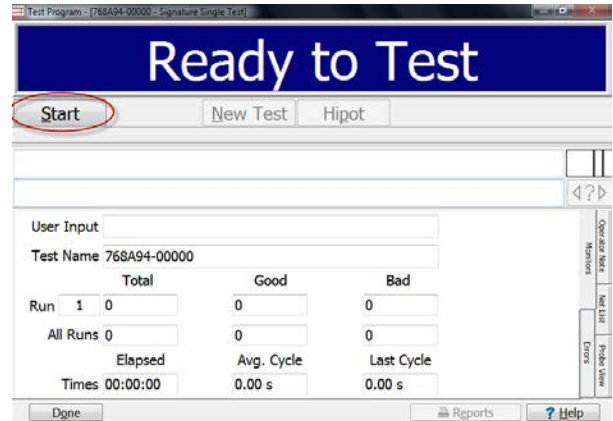 Test Program - [768A94-00000 - Signature Single Test]
Ready to Test
Start New Test Hipot
?
User Input
Test Name 768A94-00000
Total Good Bad
Run 1 0 0 0
All Runs 0 0 0
Elapsed Avg. Cycle Last Cycle
Times 00:00:00 0.00 s 0.00 s
Operator Note
Monitors
Net List
Errors
Probe View
Done Reports ? Help